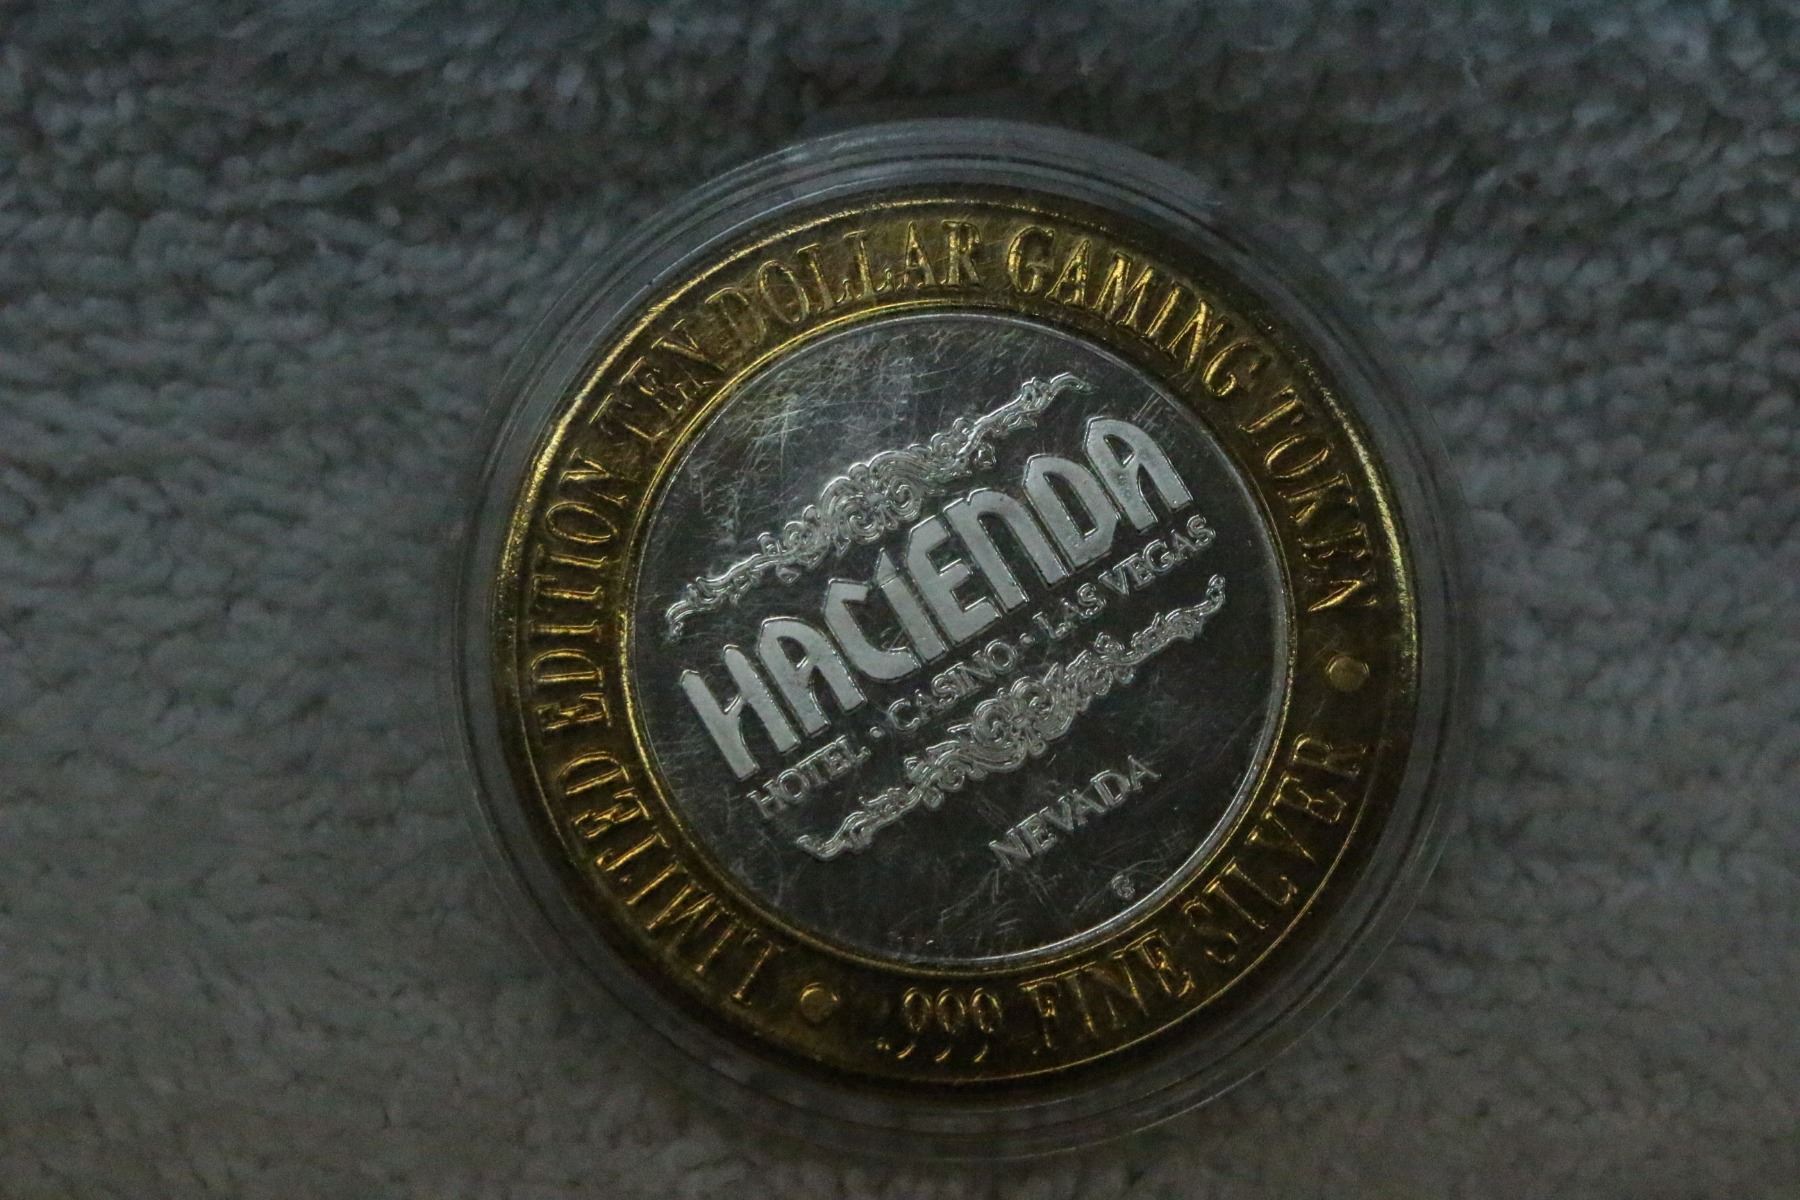 LIMITED EDITION TEN DOLLAR GAMING TOKEN
HACIENDA
HOTEL • CASINO • LAS VEGAS
NEVADA
G
• .999 FINE SILVER •